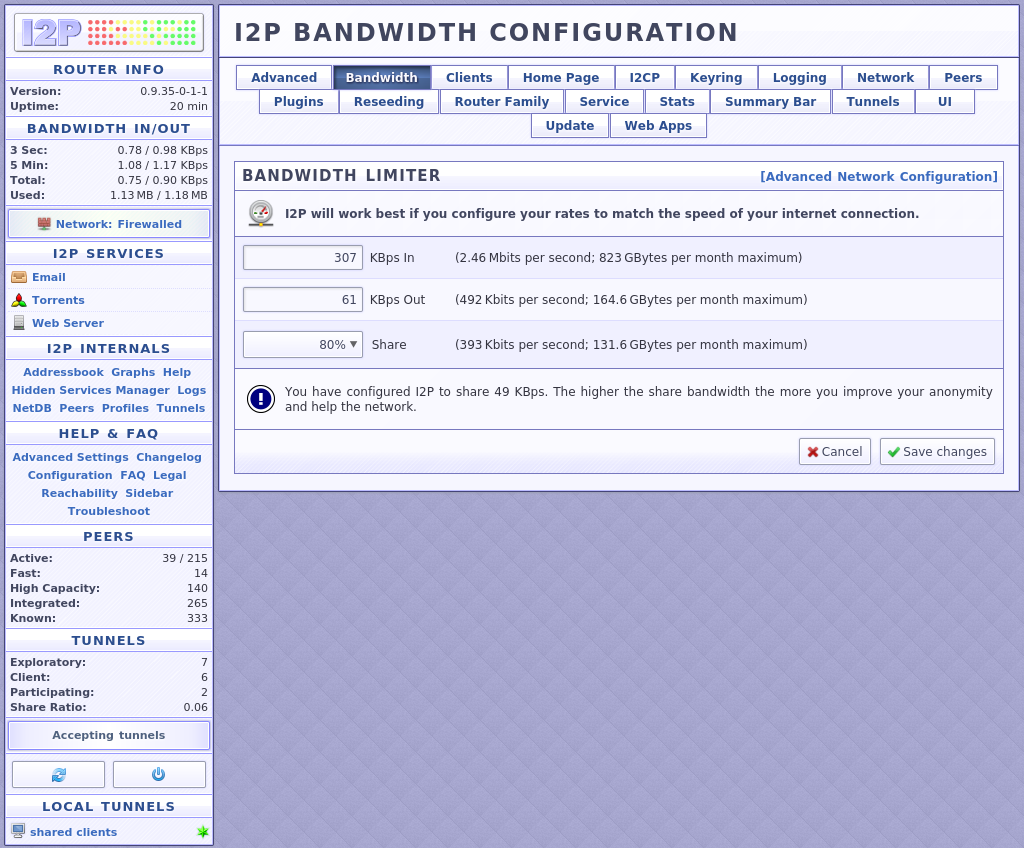 I2P
ROUTER INFO
Version: 0.9.35-0-1-1
Uptime: 20 min
BANDWIDTH IN/OUT
3 Sec: 0.78 / 0.98 KBps
5 Min: 1.08 / 1.17 KBps
Total: 0.75 / 0.90 KBps
Used: 1.13 MB / 1.18 MB
Network: Firewalled
I2P SERVICES
Email
Torrents
Web Server
I2P INTERNALS
Addressbook Graphs Help
Hidden Services Manager Logs
NetDB Peers Profiles Tunnels
HELP & FAQ
Advanced Settings Changelog
Configuration FAQ Legal
Reachability Sidebar
Troubleshoot
PEERS
Active: 39 / 215
Fast: 14
High Capacity: 140
Integrated: 265
Known: 333
TUNNELS
Exploratory: 7
Client: 6
Participating: 2
Share Ratio: 0.06
Accepting tunnels
LOCAL TUNNELS
shared clients
I2P BANDWIDTH CONFIGURATION
Advanced Bandwidth Clients Home Page I2CP Keyring Logging Network Peers
Plugins Reseeding Router Family Service Stats Summary Bar Tunnels UI
Update Web Apps
BANDWIDTH LIMITER [Advanced Network Configuration]
I2P will work best if you configure your rates to match the speed of your internet connection.
307 KBps In (2.46 Mbits per second; 823 GBytes per month maximum)
61 KBps Out (492 Kbits per second; 164.6 GBytes per month maximum)
80% Share (393 Kbits per second; 131.6 GBytes per month maximum)
You have configured I2P to share 49 KBps. The higher the share bandwidth the more you improve your anonymity
and help the network.
Cancel Save changes